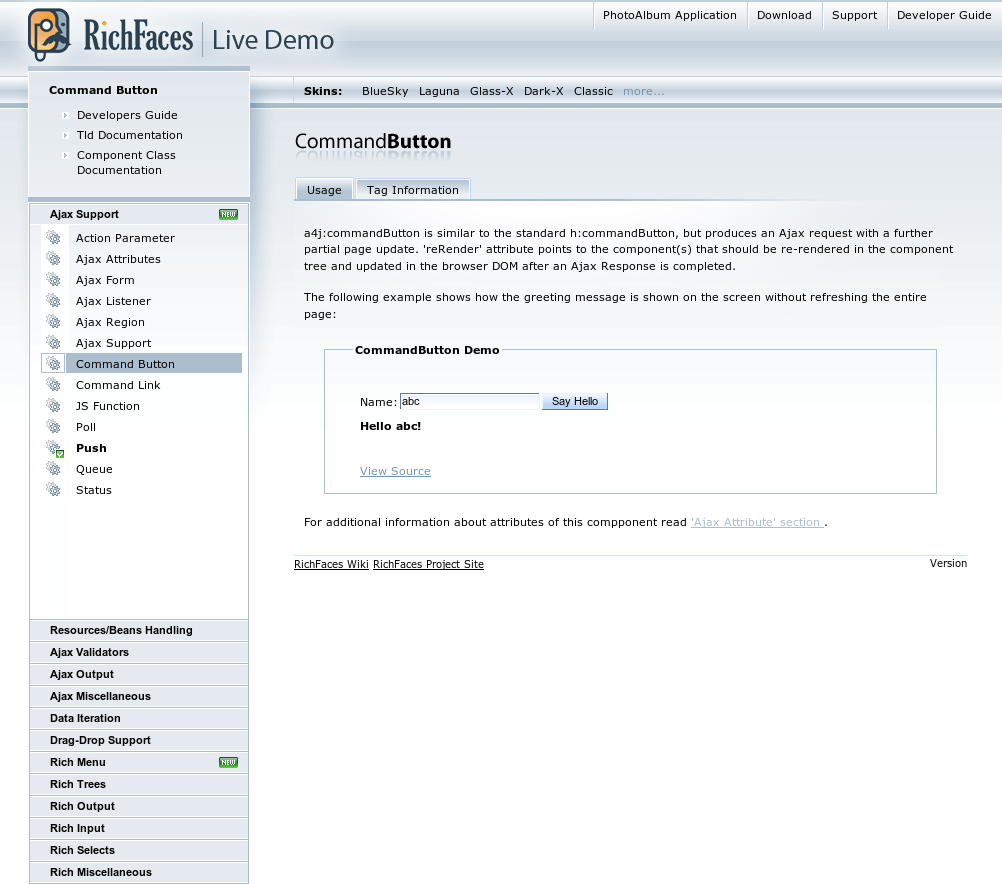 RichFaces Live Demo
PhotoAlbum Application Download Support Developer Guide
Skins: BlueSky Laguna Glass-X Dark-X Classic more...
Command Button
Developers Guide
Tld Documentation
Component Class
Documentation
Ajax Support NEW
Action Parameter
Ajax Attributes
Ajax Form
Ajax Listener
Ajax Region
Ajax Support
Command Button
Command Link
JS Function
Poll
Push
Queue
Status
Resources/Beans Handling
Ajax Validators
Ajax Output
Ajax Miscellaneous
Data Iteration
Drag-Drop Support
Rich Menu NEW
Rich Trees
Rich Output
Rich Input
Rich Selects
Rich Miscellaneous
CommandButton
Usage Tag Information
a4j:commandButton is similar to the standard h:commandButton, but produces an Ajax request with a further
partial page update. 'reRender' attribute points to the component(s) that should be re-rendered in the component
tree and updated in the browser DOM after an Ajax Response is completed.
The following example shows how the greeting message is shown on the screen without refreshing the entire
page:
CommandButton Demo
Name: abc Say Hello
Hello abc!
View Source
For additional information about attributes of this compponent read 'Ajax Attribute' section .
RichFaces Wiki RichFaces Project Site Version